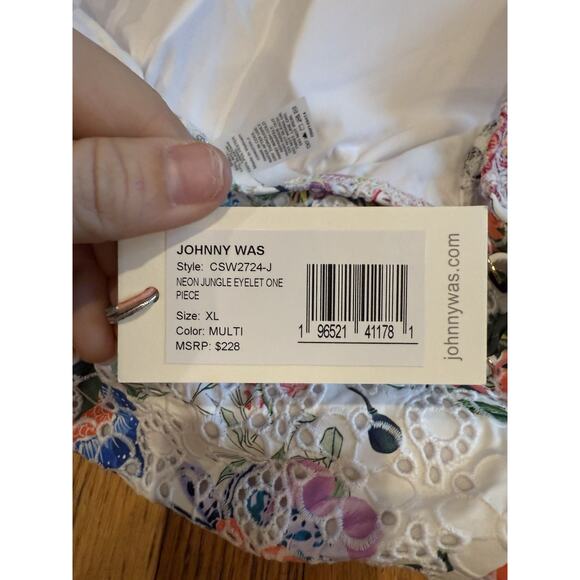 JOHNNY WAS
Style: CSW2724-J
NEON JUNGLE EYELET ONE
PIECE
Size: XL
Color: MULTI
MSRP: $228
1 96521 41178 1
johnnywas.com